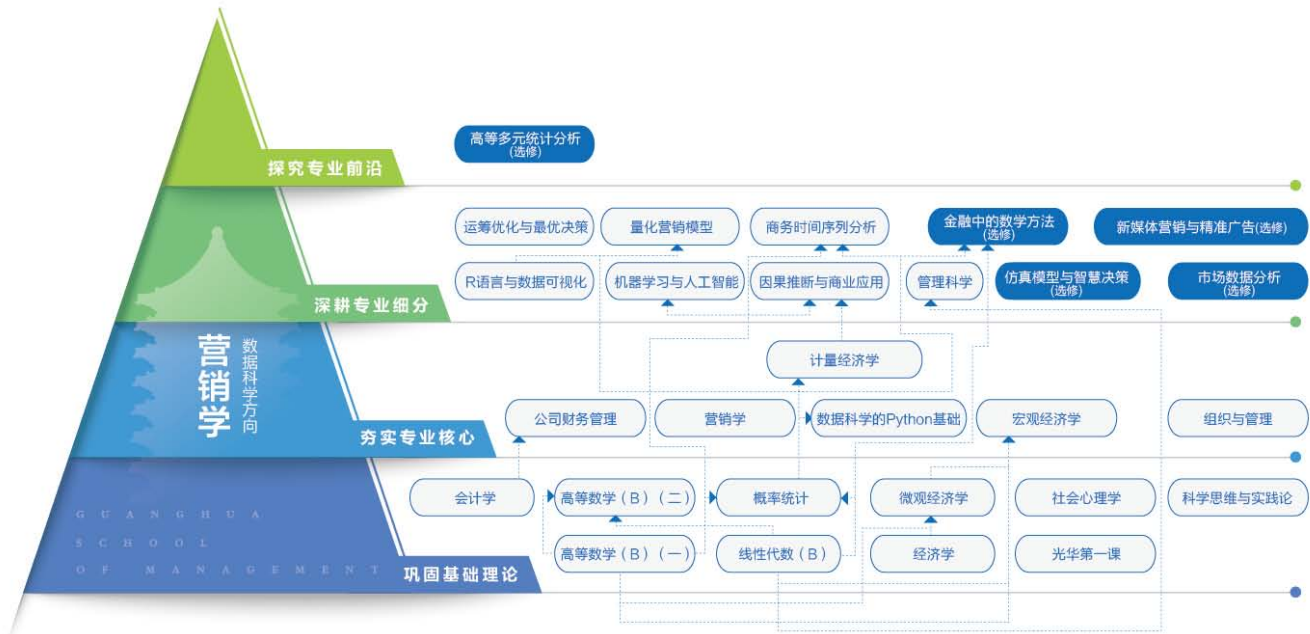 高等多元统计分析
(选修)
探究专业前沿
运筹优化与最优决策
量化营销模型
商务时间序列分析
金融中的数学方法
(选修)
新媒体营销与精准广告(选修)
R语言与数据可视化
机器学习与人工智能
因果推断与商业应用
管理科学
仿真模型与智慧决策
(选修)
市场数据分析
(选修)
深耕专业细分
营销学
数据科学方向
计量经济学
公司财务管理
营销学
数据科学的Python基础
宏观经济学
组织与管理
夯实专业核心
会计学
高等数学(B)(二)
概率统计
微观经济学
社会心理学
科学思维与实践论
高等数学(B)(一)
线性代数(B)
经济学
光华第一课
GUANGHUA
SCHOOL
OF MANAGEMENT
巩固基础理论